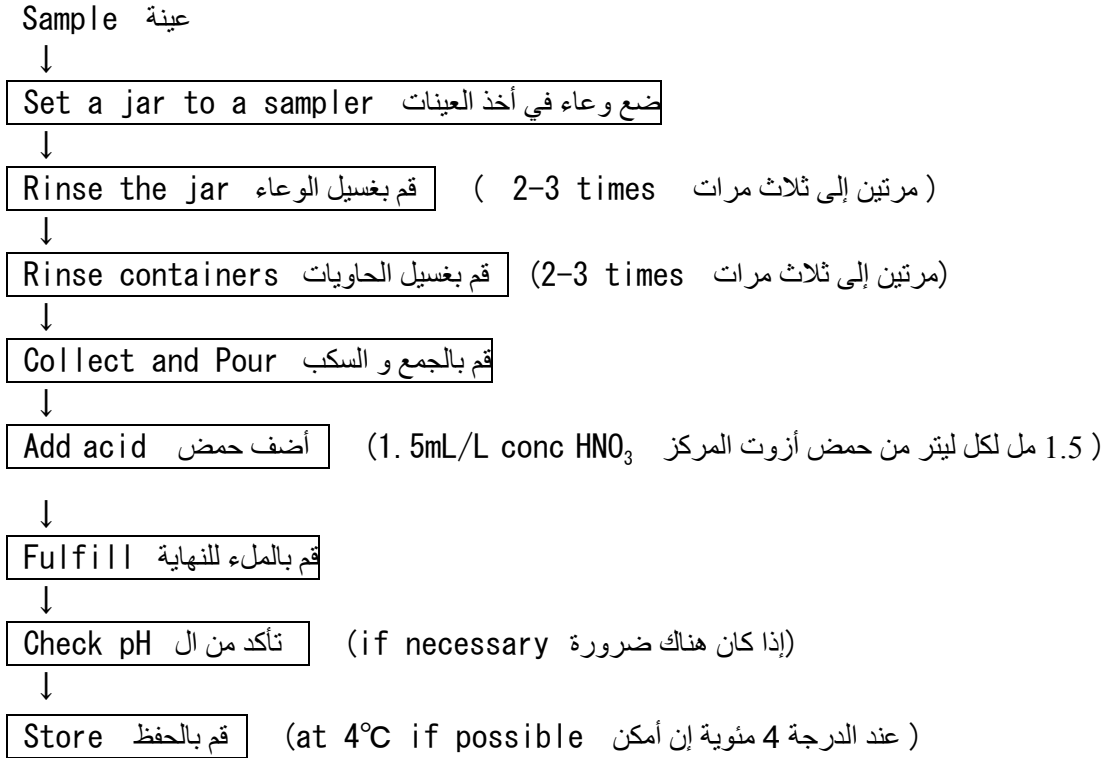 Sample عينة
↓
Set a jar to a sampler ضع وعاء في أخذ العينات
↓
Rinse the jar قم بغسيل الوعاء ( 2-3 times مرتين إلى ثلاث مرات )
↓
Rinse containers قم بغسيل الحاويات (2-3 times مرتين إلى ثلاث مرات)
↓
Collect and Pour قم بالجمع و السكب
↓
Add acid أضف حمض (1.5mL/L conc HNO₃ 1.5 مل لكل ليتر من حمض أزوت المركز )
↓
Fulfill قم بالملء للنهاية
↓
Check pH تأكد من ال (if necessary إذا كان هناك ضرورة)
↓
Store قم بالحفظ (at 4℃ if possible عند الدرجة 4 مئوية إن أمكن )